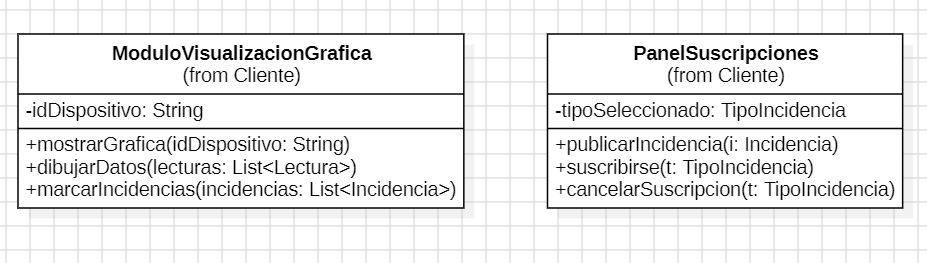 ModuloVisualizacionGrafica
(from Cliente)
-idDispositivo: String
+mostrarGrafica(idDispositivo: String)
+dibujarDatos(lecturas: List<Lectura>)
+marcarIncidencias(incidencias: List<Incidencia>)
PanelSuscripciones
(from Cliente)
-tipoSeleccionado: TipoIncidencia
+publicarIncidencia(i: Incidencia)
+suscribirse(t: TipoIncidencia)
+cancelarSuscripcion(t: TipoIncidencia)